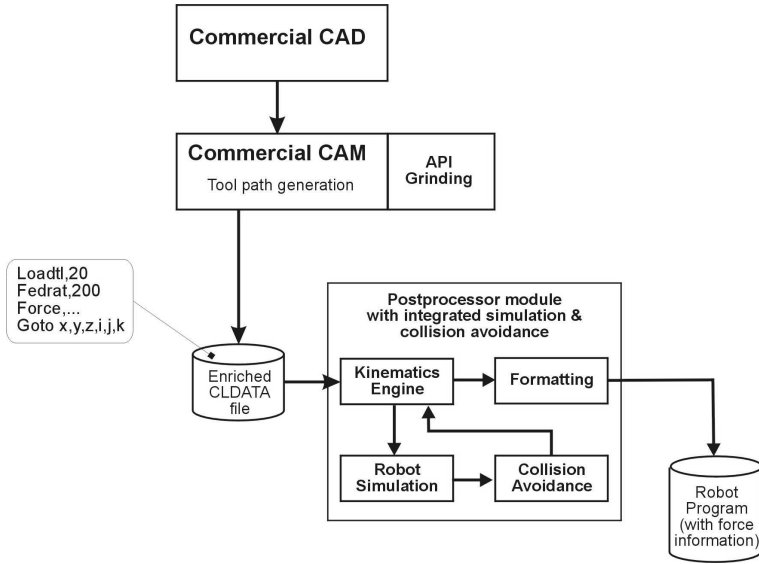 Commercial CAD
Commercial CAM
Tool path generation
API
Grinding
Loadtl,20
Fedrat,200
Force,...
Goto x,y,z,i,j,k
Enriched
CLDATA
file
Postprocessor module
with integrated simulation &
collision avoidance
Kinematics
Engine
Formatting
Robot
Simulation
Collision
Avoidance
Robot
Program
(with force
information)